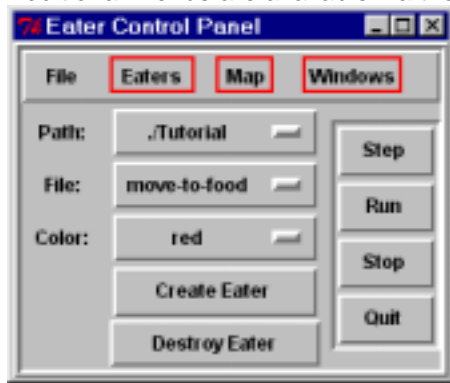 Eater Control Panel
File Eaters Map Windows
Path: ./Tutorial
Step
File: move-to-food
Run
Color: red
Stop
Create Eater
Quit
Destroy Eater